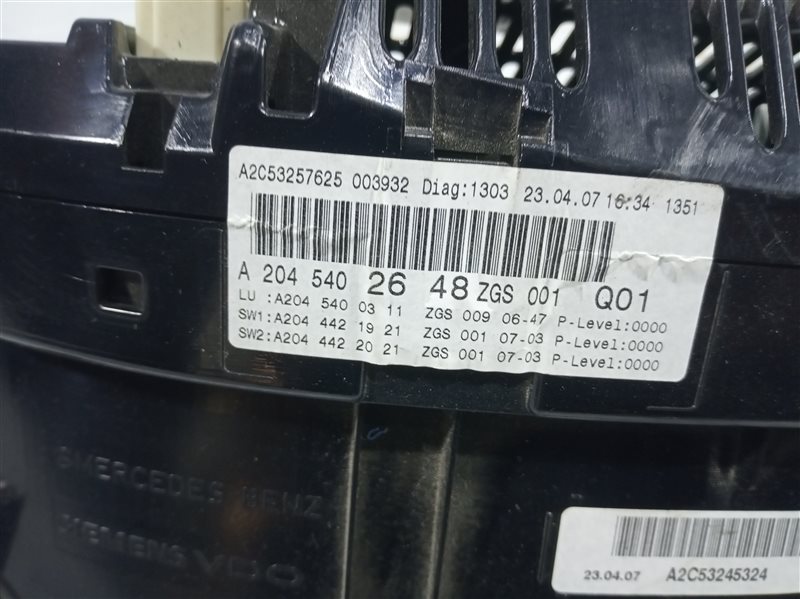 A2C53257625 003932 Diag:1303 23.04.07 16:34 1351
A 204 540 26 48 ZGS 001 Q01
LU :A204 540 03 11 ZGS 009 06-47 P-Level:0000
SW1:A204 442 19 21 ZGS 001 07-03 P-Level:0000
SW2:A204 442 20 21 ZGS 001 07-03 P-Level:0000
MERCEDES BENZ
SIEMENS VDO
23.04.07 A2C53245324